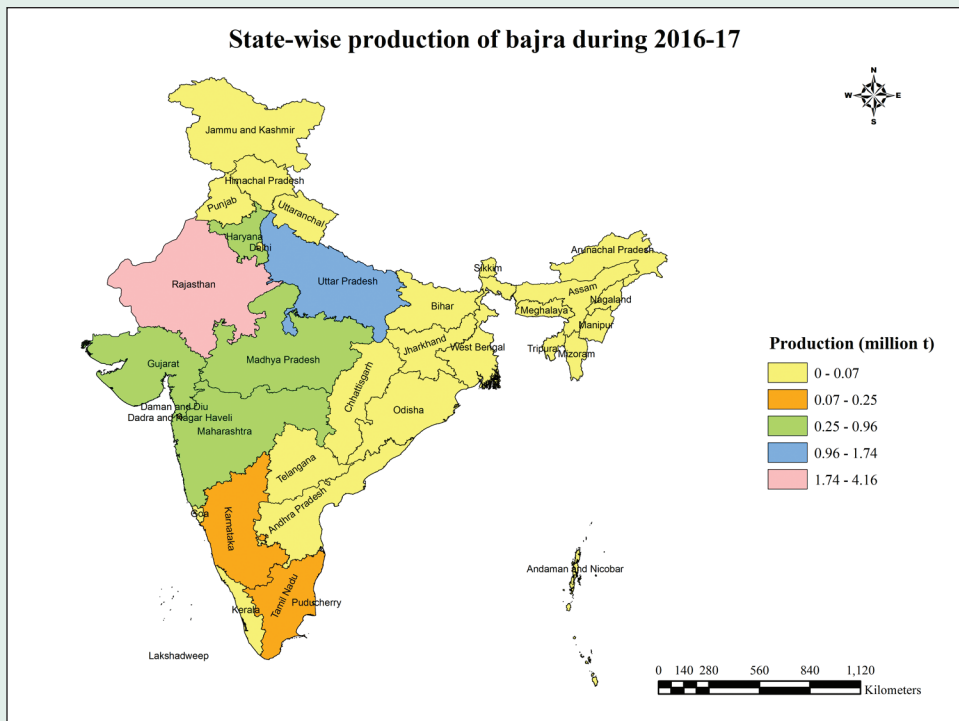 State-wise production of bajra during 2016-17
N
W E
S
Jammu and Kashmir
Himachal Pradesh
Punjab
Uttaranchal
Haryana
Delhi
Arunachal Pradesh
Sikkim
Rajasthan
Uttar Pradesh
Assam
Nagaland
Bihar
Meghalaya
Manipur
Jharkhand
West Bengal
Tripura
Mizoram
Gujarat
Madhya Pradesh
Chhattisgarh
Odisha
Daman and Diu
Dadra and Nagar Haveli
Maharashtra
Telangana
Goa
Karnataka
Andhra Pradesh
Andaman and Nicobar
Tamil Nadu
Puducherry
Kerala
Lakshadweep
Production (million t)
0 - 0.07
0.07 - 0.25
0.25 - 0.96
0.96 - 1.74
1.74 - 4.16
0 140 280 560 840 1,120
Kilometers